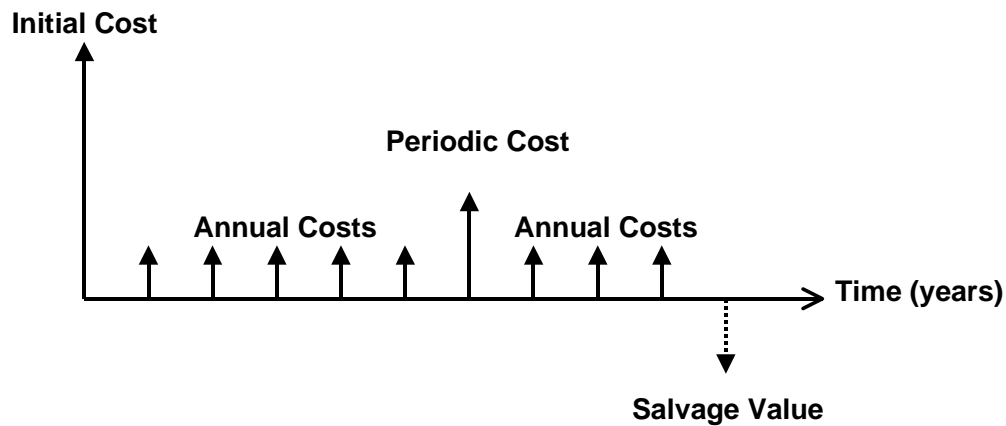 Initial Cost
Periodic Cost
Annual Costs
Annual Costs
Time (years)
Salvage Value